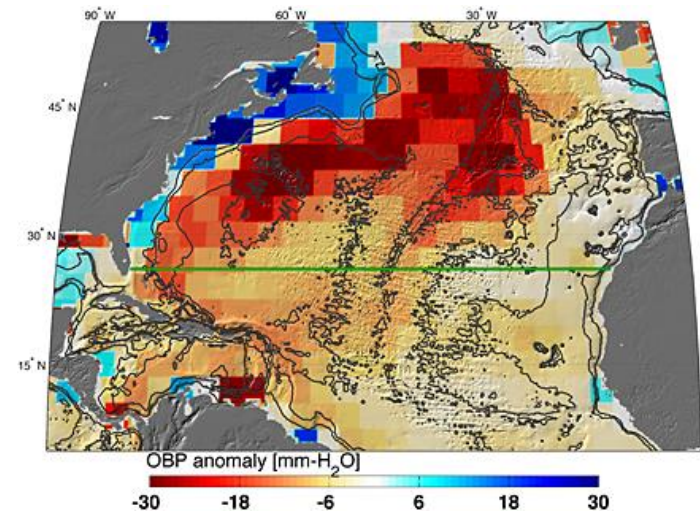 90° W 60° W 30° W
45° N
30° N
15° N
OBP anomaly [mm-H₂O]
-30 -18 -6 6 18 30